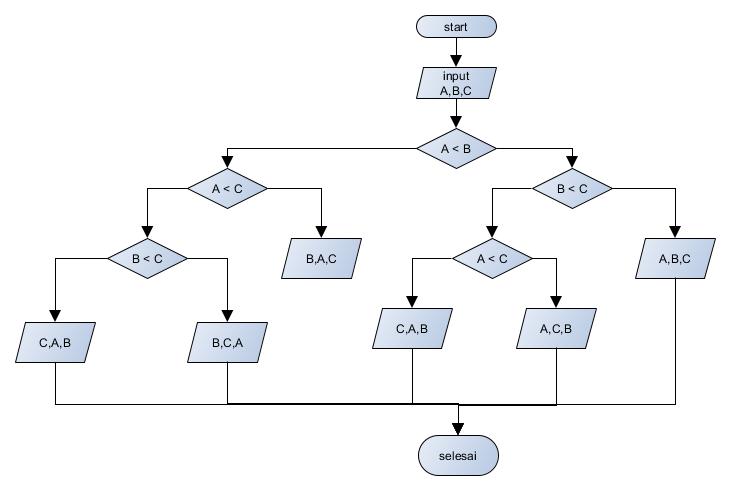 start
input
A,B,C
A < B
A < C
B < C
B < C
B,A,C
A < C
A,B,C
C,A,B
B,C,A
C,A,B
A,C,B
selesai